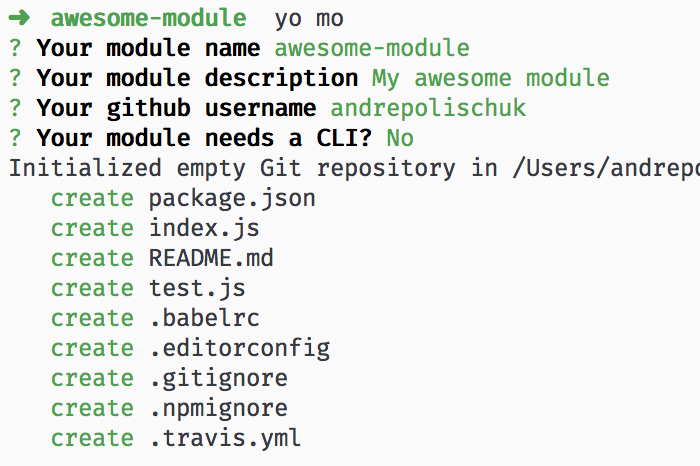 ➜ awesome-module yo mo
? Your module name awesome-module
? Your module description My awesome module
? Your github username andrepolischuk
? Your module needs a CLI? No
Initialized empty Git repository in /Users/andrepo
create package.json
create index.js
create README.md
create test.js
create .babelrc
create .editorconfig
create .gitignore
create .npmignore
create .travis.yml